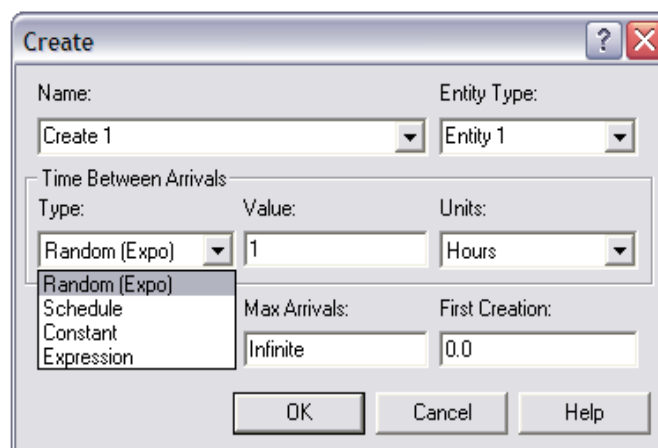 Create
Name: Entity Type:
Create 1 Entity 1
Time Between Arrivals
Type: Value: Units:
Random (Expo) 1 Hours
Random (Expo)
Schedule
Constant
Expression
Max Arrivals: First Creation:
Infinite 0.0
OK Cancel Help